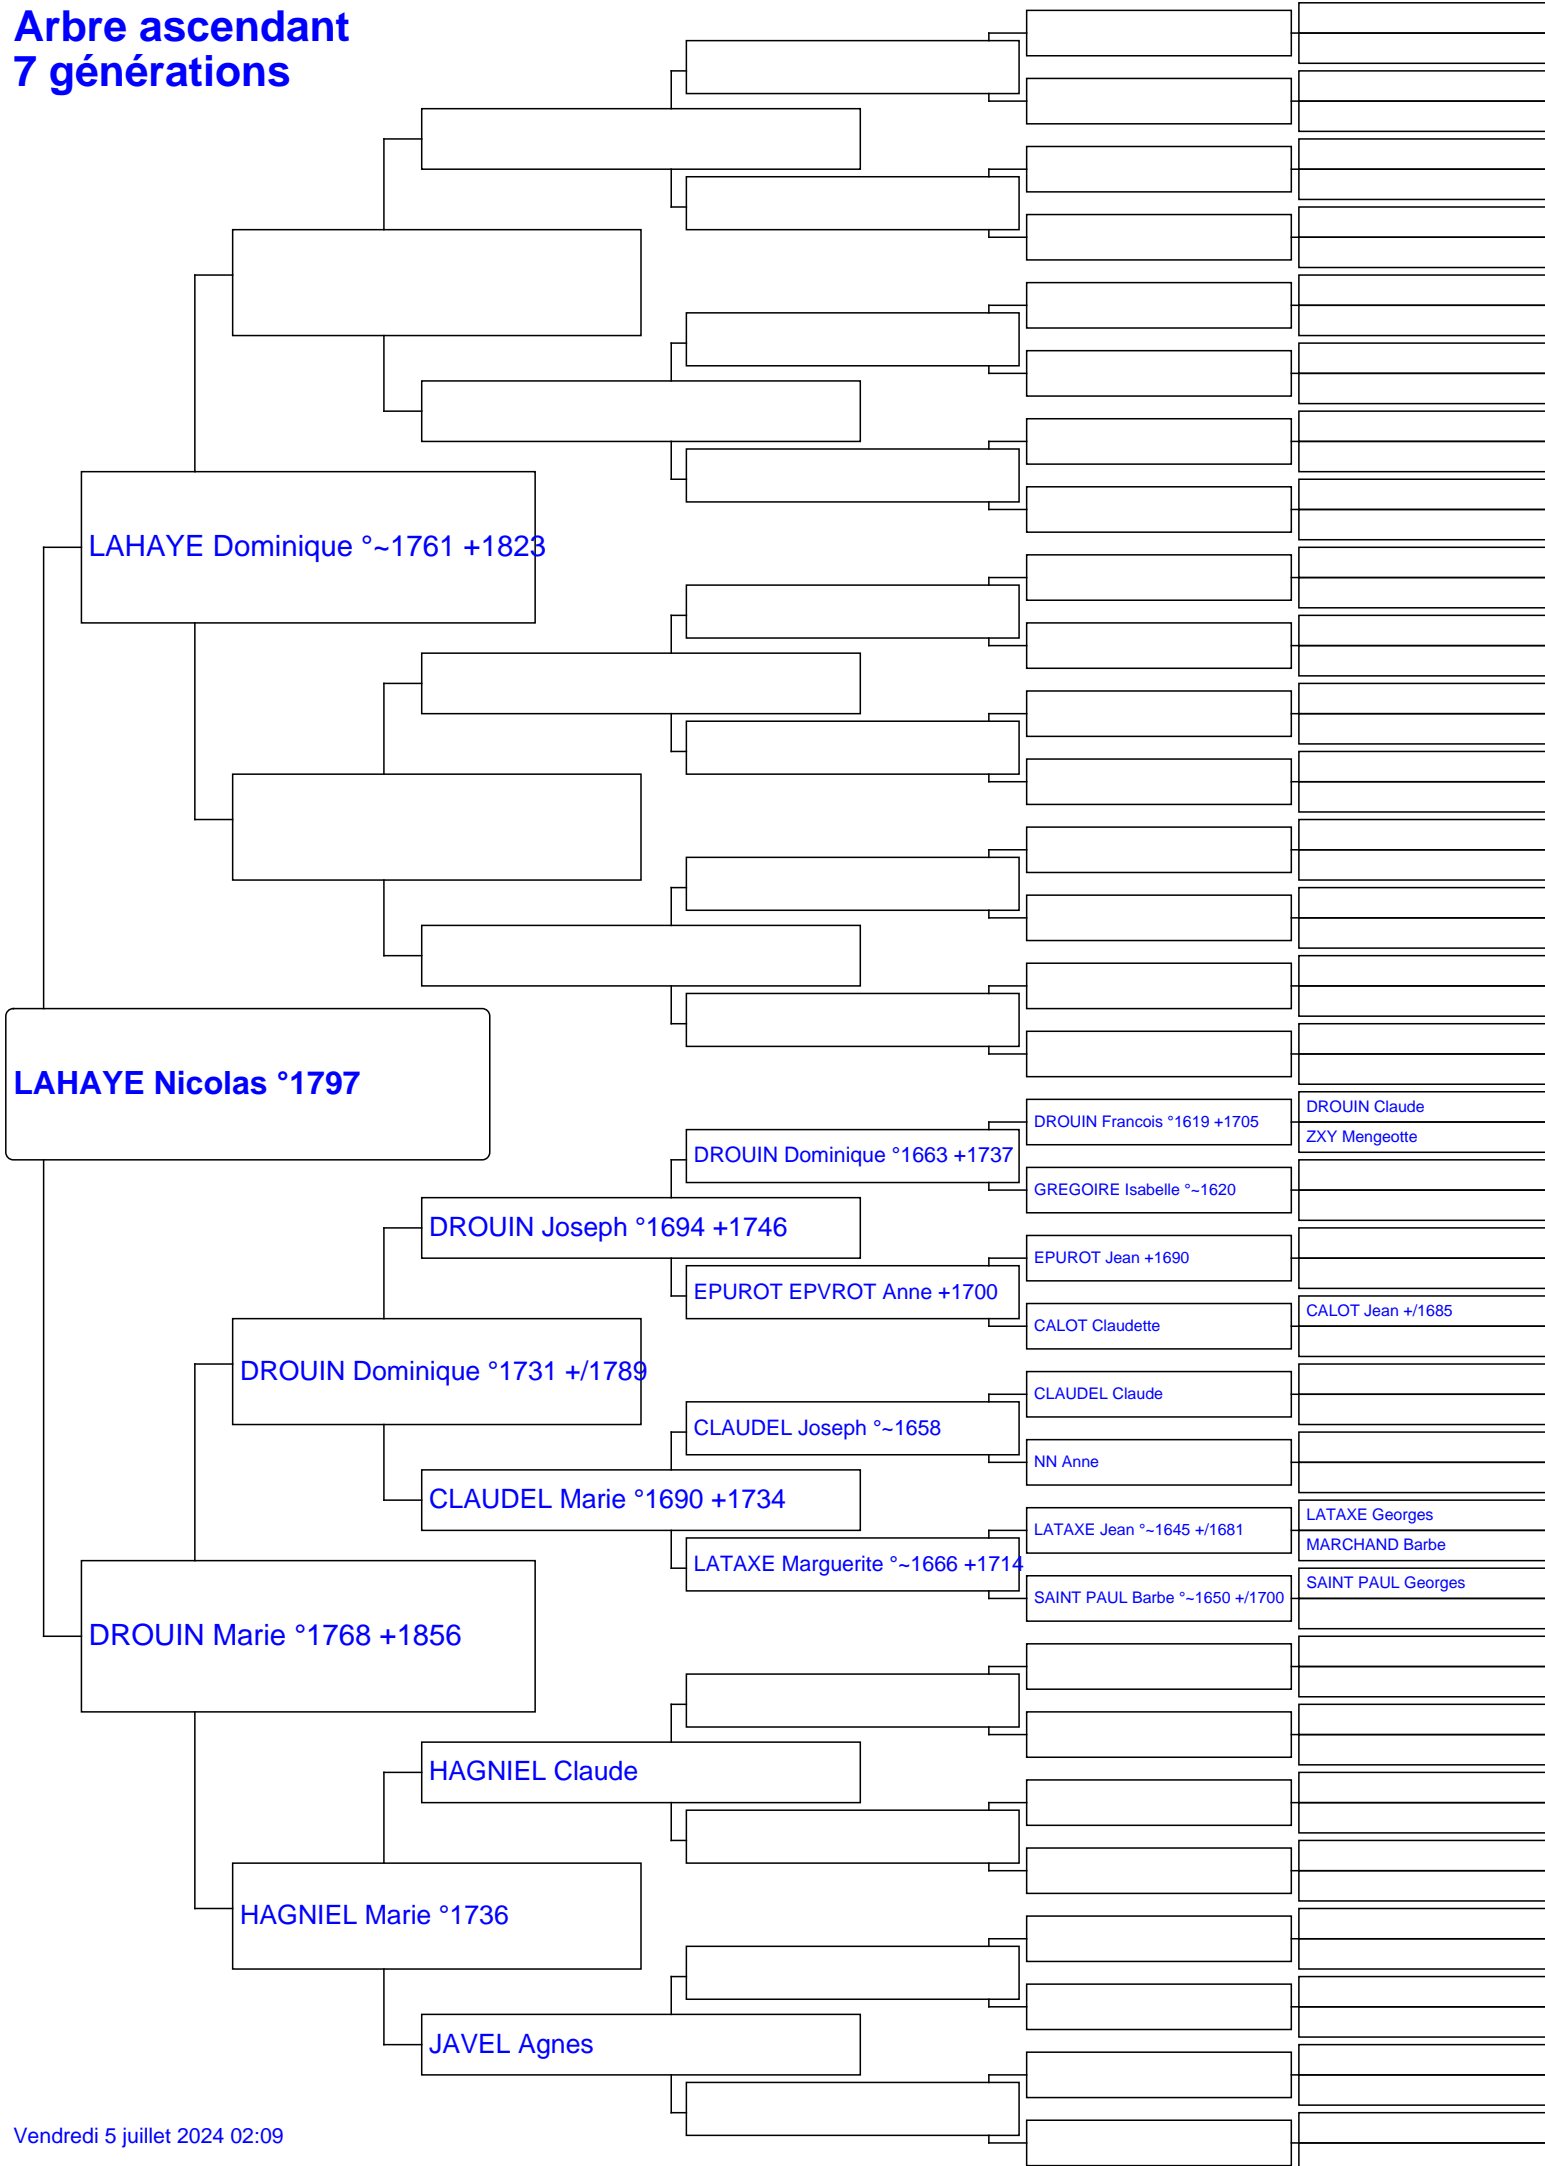 Arbre ascendant
7 générations
LAHAYE Dominique °~1761 +1823
LAHAYE Nicolas °1797
DROUIN Claude
DROUIN Francois °1619 +1705
ZXY Mengeotte
DROUIN Dominique °1663 +1737
GREGOIRE Isabelle °~1620
DROUIN Joseph °1694 +1746
EPUROT Jean +1690
EPUROT EPVROT Anne +1700
CALOT Jean +/1685
CALOT Claudette
DROUIN Dominique °1731 +/1789
CLAUDEL Claude
CLAUDEL Joseph °~1658
NN Anne
CLAUDEL Marie °1690 +1734
LATAXE Georges
LATAXE Jean °~1645 +/1681
MARCHAND Barbe
LATAXE Marguerite °~1666 +1714
SAINT PAUL Georges
SAINT PAUL Barbe °~1650 +/1700
DROUIN Marie °1768 +1856
HAGNIEL Claude
HAGNIEL Marie °1736
JAVEL Agnes
Vendredi 5 juillet 2024 02:09